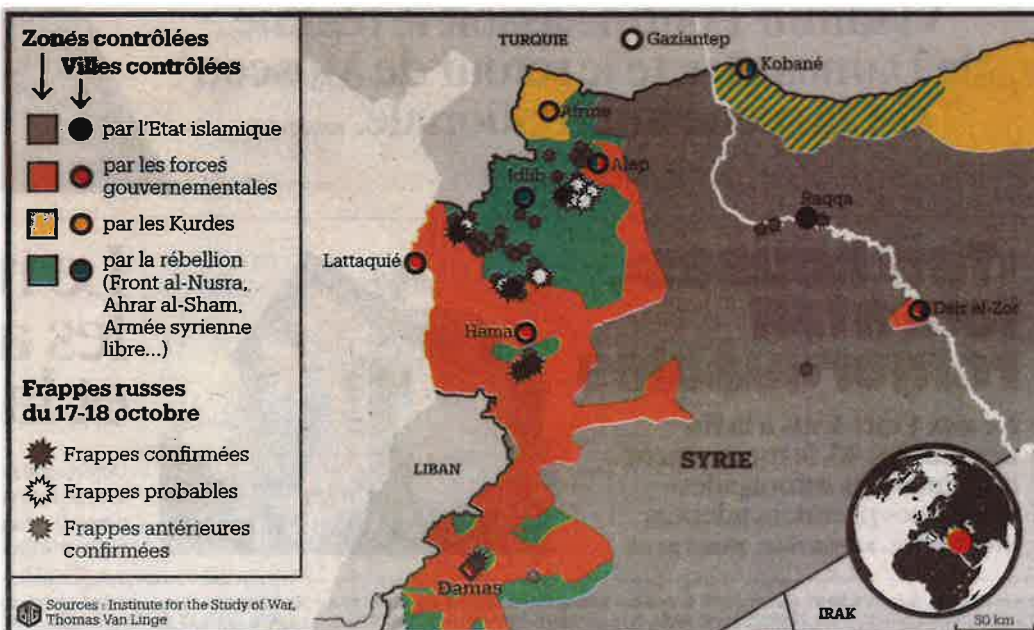 Zones contrôlées
Villes contrôlées
par l'Etat islamique
par les forces
gouvernementales
par les Kurdes
par la rébellion
(Front al-Nusra,
Ahrar al-Sham,
Armée syrienne
libre...)
Frappes russes
du 17-18 octobre
Frappes confirmées
Frappes probables
Frappes antérieures
confirmées
Sources : Institute for the Study of War,
Thomas Van Linge
TURQUIE
Gaziantep
Kobané
Afrine
Alep
Idlib
Raqqa
Lattaquié
Deir al-Zor
Hama
LIBAN
SYRIE
Damas
IRAK
50 km